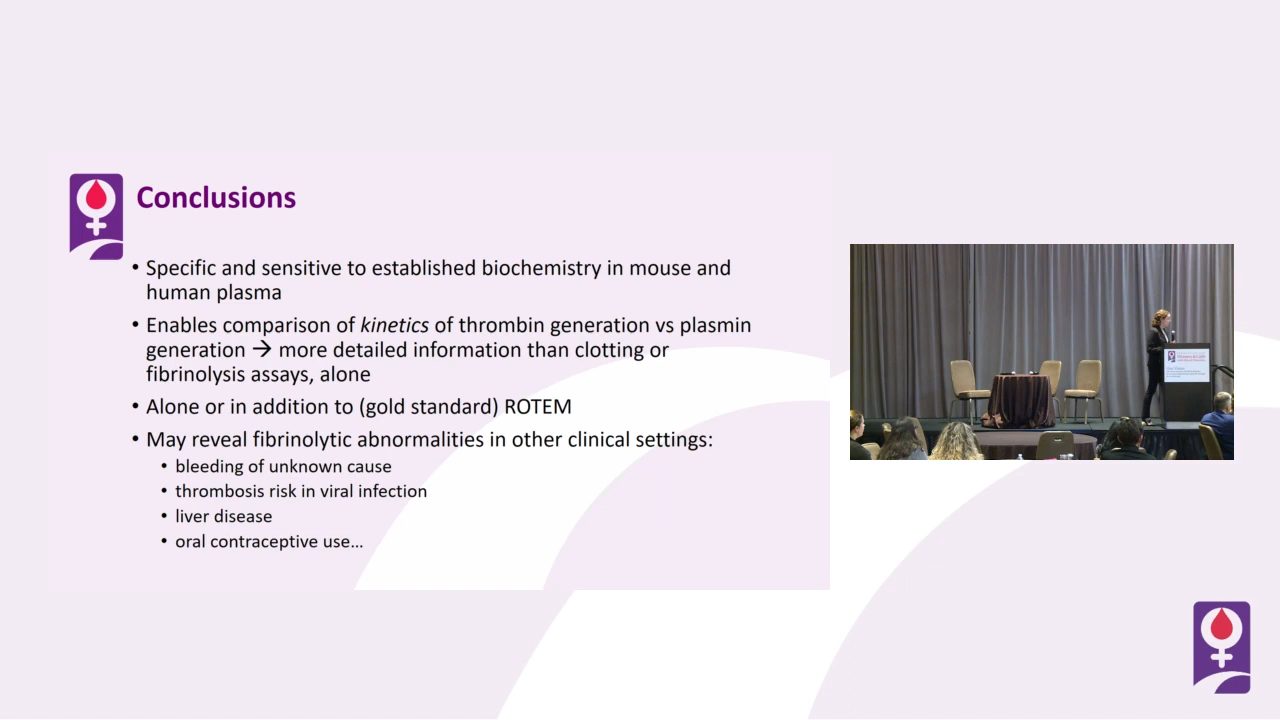 Conclusions
• Specific and sensitive to established biochemistry in mouse and
human plasma
• Enables comparison of kinetics of thrombin generation vs plasmin
generation → more detailed information than clotting or
fibrinolysis assays, alone
• Alone or in addition to (gold standard) ROTEM
• May reveal fibrinolytic abnormalities in other clinical settings:
• bleeding of unknown cause
• thrombosis risk in viral infection
• liver disease
• oral contraceptive use…
Women & Girls